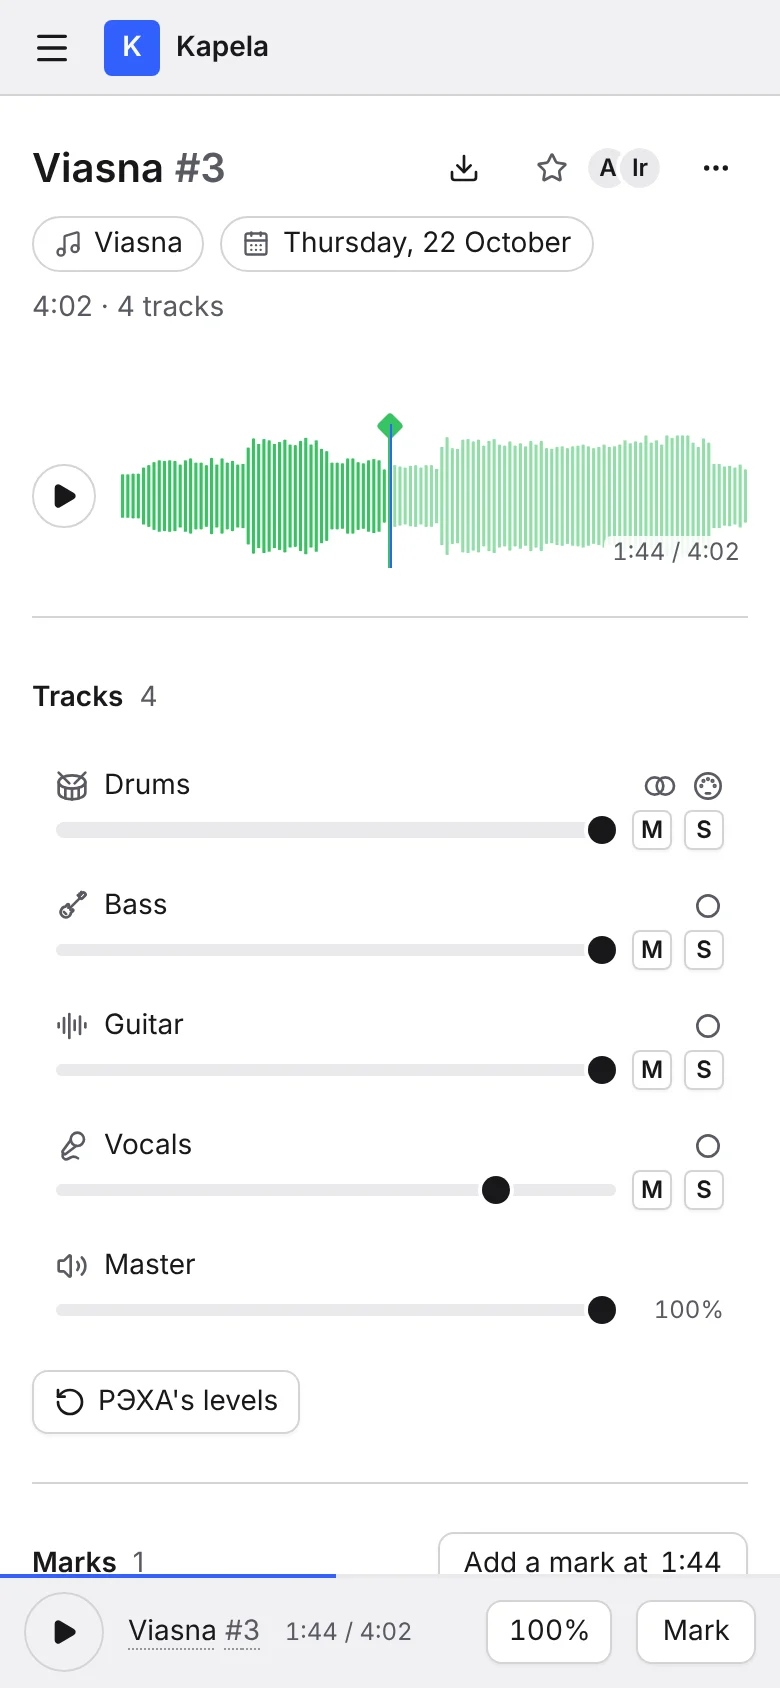 K Kapela
Viasna #3
A Ir
Viasna
Thursday, 22 October
4:02 · 4 tracks
1:44 / 4:02
Tracks 4
Drums
M S
Bass
M S
Guitar
M S
Vocals
M S
Master
100%
РЭХА's levels
Marks 1
Add a mark at 1:44
Viasna #3 1:44 / 4:02 100% Mark